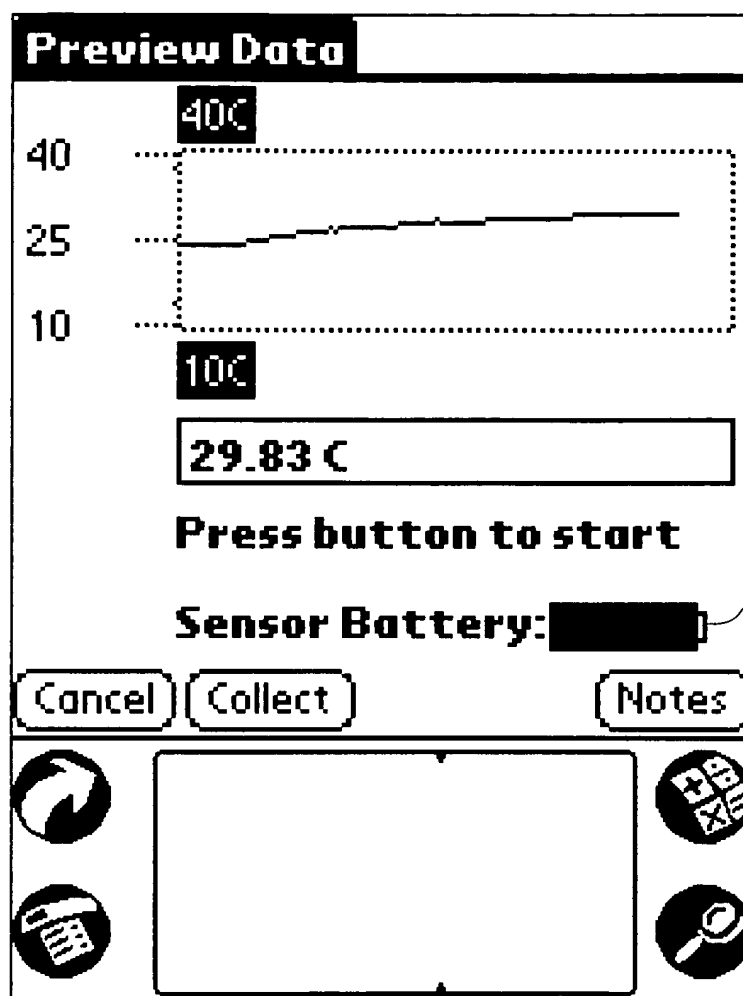 Preview Data
40C
40
25
10
10C
29.83 C
Press button to start
Sensor Battery:
Cancel Collect Notes